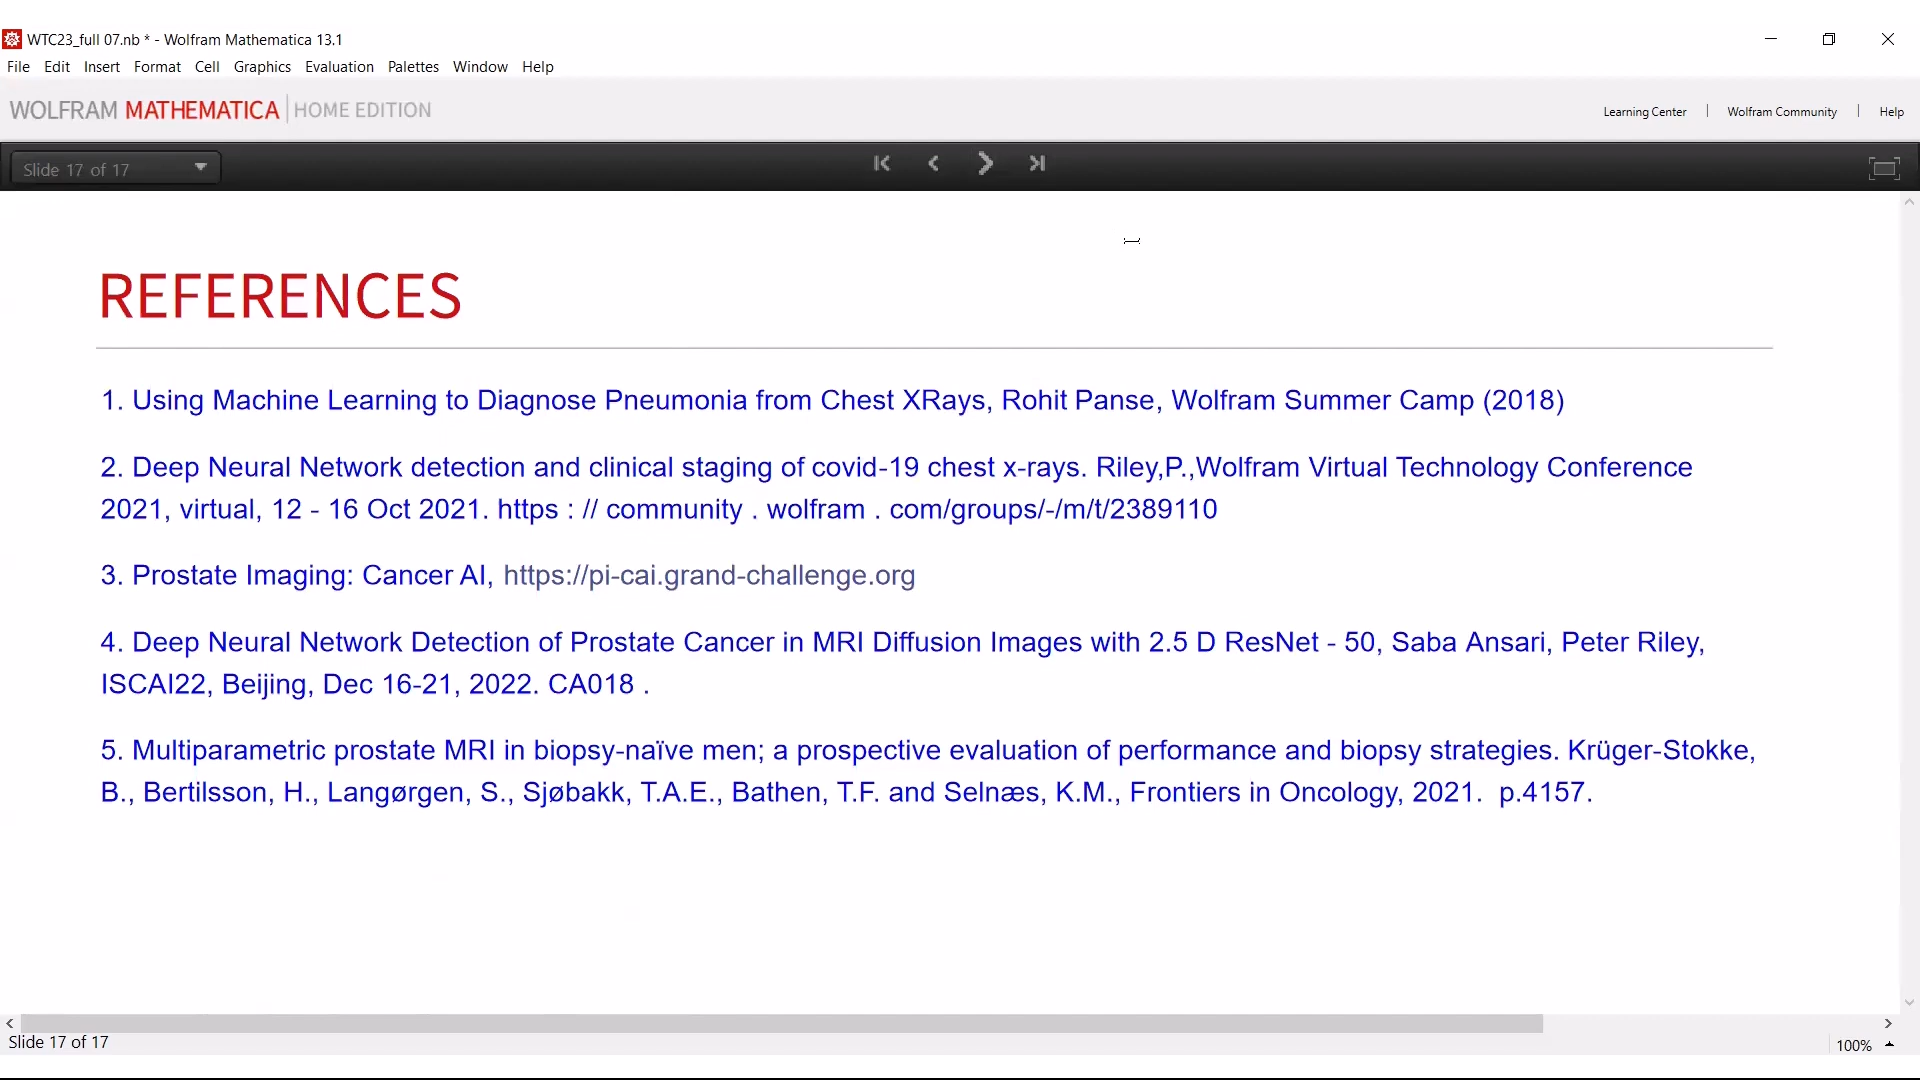 WTC23_full 07.nb * - Wolfram Mathematica 13.1
File Edit Insert Format Cell Graphics Evaluation Palettes Window Help
WOLFRAM MATHEMATICA HOME EDITION
Learning Center | Wolfram Community | Help
Slide 17 of 17
REFERENCES
1. Using Machine Learning to Diagnose Pneumonia from Chest XRays, Rohit Panse, Wolfram Summer Camp (2018)
2. Deep Neural Network detection and clinical staging of covid-19 chest x-rays. Riley,P.,Wolfram Virtual Technology Conference
2021, virtual, 12 - 16 Oct 2021. https : // community . wolfram . com/groups/-/m/t/2389110
3. Prostate Imaging: Cancer AI, https://pi-cai.grand-challenge.org
4. Deep Neural Network Detection of Prostate Cancer in MRI Diffusion Images with 2.5 D ResNet - 50, Saba Ansari, Peter Riley,
ISCAI22, Beijing, Dec 16-21, 2022. CA018 .
5. Multiparametric prostate MRI in biopsy-naïve men; a prospective evaluation of performance and biopsy strategies. Krüger-Stokke,
B., Bertilsson, H., Langørgen, S., Sjøbakk, T.A.E., Bathen, T.F. and Selnæs, K.M., Frontiers in Oncology, 2021. p.4157.
Slide 17 of 17
100%